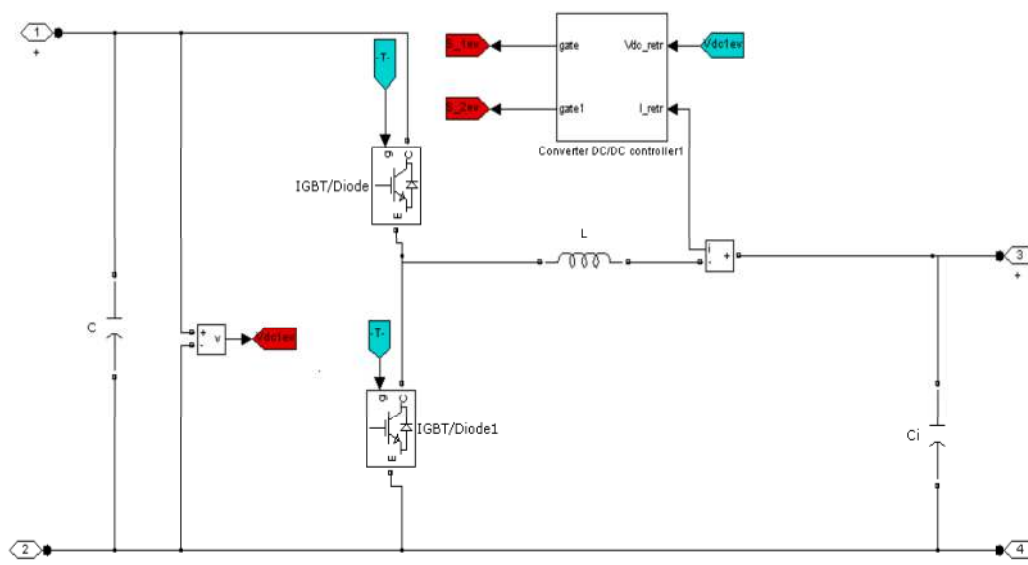 1
+
-T-
S_1ev
gate
Vdc_retr
Vdc1ev
S_2ev
gate1
I_retr
Converter DC/DC controller1
g
C
IGBT/Diode
E
L
i
-
+
3
+
C
+
-
v
Vdc1ev
-T-
g
C
IGBT/Diode1
E
Ci
2
4